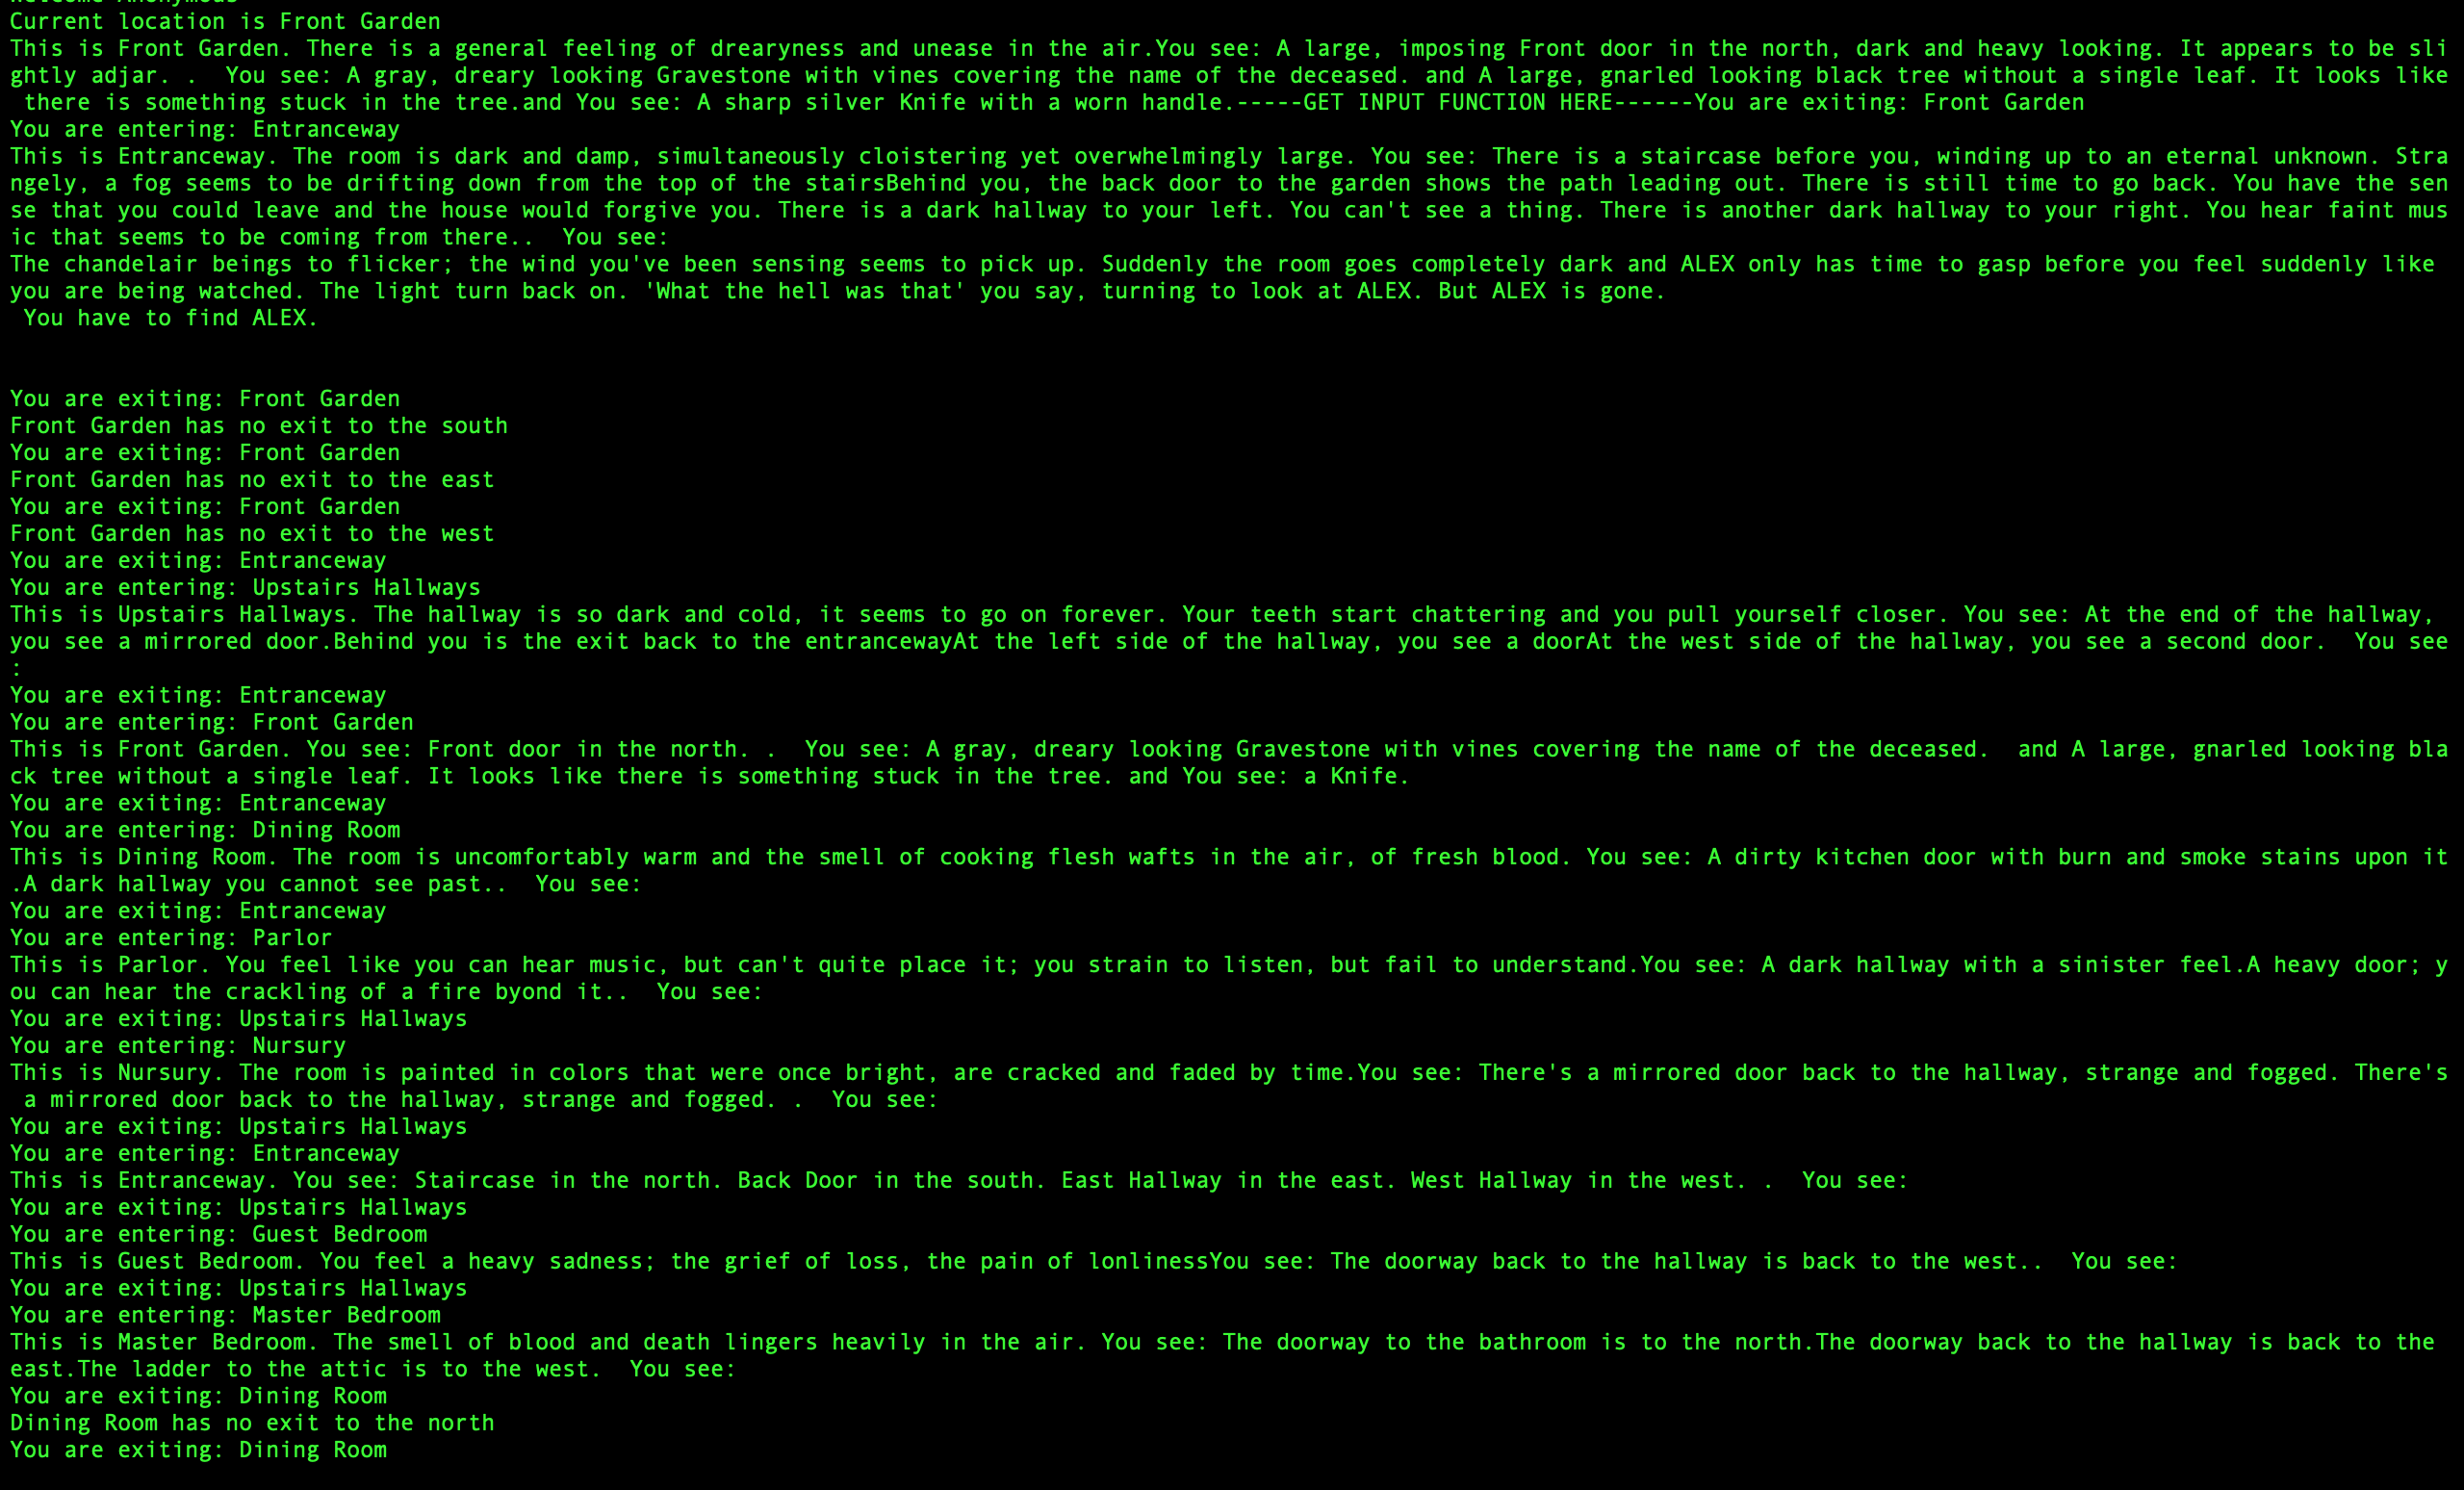 Welcome Anonymous
Current location is Front Garden
This is Front Garden. There is a general feeling of drearyness and unease in the air.You see: A large, imposing Front door in the north, dark and heavy looking. It appears to be sli
ghtly adjar. .  You see: A gray, dreary looking Gravestone with vines covering the name of the deceased. and A large, gnarled looking black tree without a single leaf. It looks like
 there is something stuck in the tree.and You see: A sharp silver Knife with a worn handle.-----GET INPUT FUNCTION HERE------You are exiting: Front Garden
You are entering: Entranceway
This is Entranceway. The room is dark and damp, simultaneously cloistering yet overwhelmingly large. You see: There is a staircase before you, winding up to an eternal unknown. Stra
ngely, a fog seems to be drifting down from the top of the stairsBehind you, the back door to the garden shows the path leading out. There is still time to go back. You have the sen
se that you could leave and the house would forgive you. There is a dark hallway to your left. You can't see a thing. There is another dark hallway to your right. You hear faint mus
ic that seems to be coming from there..  You see:
The chandelair beings to flicker; the wind you've been sensing seems to pick up. Suddenly the room goes completely dark and ALEX only has time to gasp before you feel suddenly like
you are being watched. The light turn back on. 'What the hell was that' you say, turning to look at ALEX. But ALEX is gone.
 You have to find ALEX.
You are exiting: Front Garden
Front Garden has no exit to the south
You are exiting: Front Garden
Front Garden has no exit to the east
You are exiting: Front Garden
Front Garden has no exit to the west
You are exiting: Entranceway
You are entering: Upstairs Hallways
This is Upstairs Hallways. The hallway is so dark and cold, it seems to go on forever. Your teeth start chattering and you pull yourself closer. You see: At the end of the hallway,
you see a mirrored door.Behind you is the exit back to the entrancewayAt the left side of the hallway, you see a doorAt the west side of the hallway, you see a second door.  You see
:
You are exiting: Entranceway
You are entering: Front Garden
This is Front Garden. You see: Front door in the north. .  You see: A gray, dreary looking Gravestone with vines covering the name of the deceased.  and A large, gnarled looking bla
ck tree without a single leaf. It looks like there is something stuck in the tree. and You see: a Knife.
You are exiting: Entranceway
You are entering: Dining Room
This is Dining Room. The room is uncomfortably warm and the smell of cooking flesh wafts in the air, of fresh blood. You see: A dirty kitchen door with burn and smoke stains upon it
.A dark hallway you cannot see past..  You see:
You are exiting: Entranceway
You are entering: Parlor
This is Parlor. You feel like you can hear music, but can't quite place it; you strain to listen, but fail to understand.You see: A dark hallway with a sinister feel.A heavy door; y
ou can hear the crackling of a fire byond it..  You see:
You are exiting: Upstairs Hallways
You are entering: Nursury
This is Nursury. The room is painted in colors that were once bright, are cracked and faded by time.You see: There's a mirrored door back to the hallway, strange and fogged. There's
 a mirrored door back to the hallway, strange and fogged. .  You see:
You are exiting: Upstairs Hallways
You are entering: Entranceway
This is Entranceway. You see: Staircase in the north. Back Door in the south. East Hallway in the east. West Hallway in the west. .  You see:
You are exiting: Upstairs Hallways
You are entering: Guest Bedroom
This is Guest Bedroom. You feel a heavy sadness; the grief of loss, the pain of lonlinessYou see: The doorway back to the hallway is back to the west..  You see:
You are exiting: Upstairs Hallways
You are entering: Master Bedroom
This is Master Bedroom. The smell of blood and death lingers heavily in the air. You see: The doorway to the bathroom is to the north.The doorway back to the hallway is back to the
east.The ladder to the attic is to the west.  You see:
You are exiting: Dining Room
Dining Room has no exit to the north
You are exiting: Dining Room